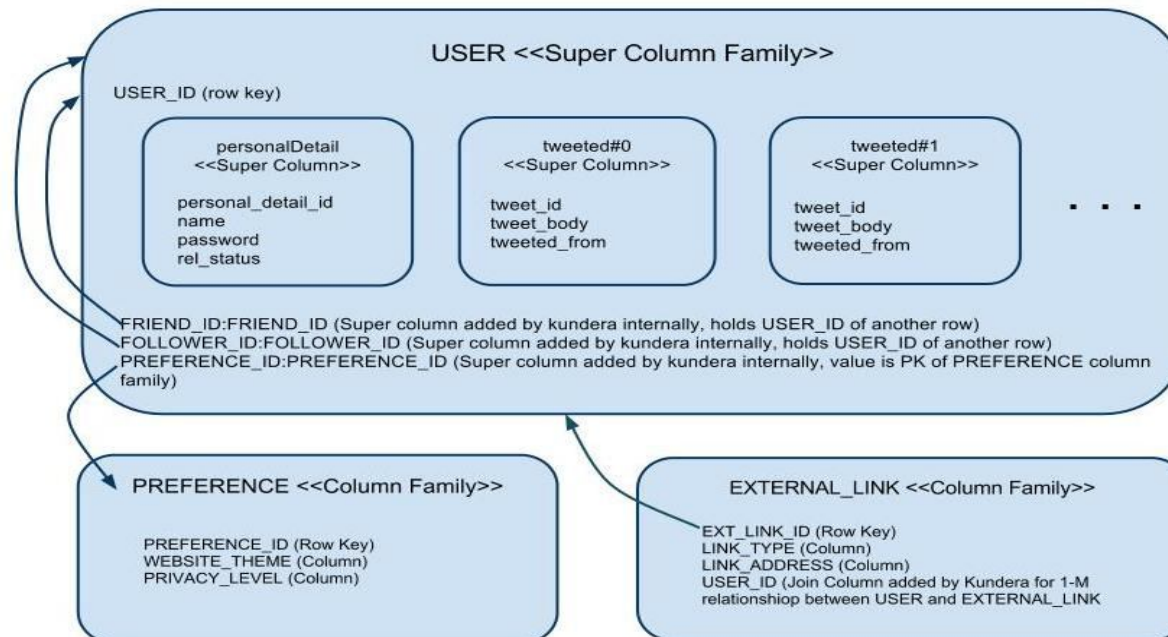 USER <<Super Column Family>>
USER_ID (row key)
personalDetail
<<Super Column>>
personal_detail_id
name
password
rel_status
tweeted#0
<<Super Column>>
tweet_id
tweet_body
tweeted_from
tweeted#1
<<Super Column>>
tweet_id
tweet_body
tweeted_from
. . .
FRIEND_ID:FRIEND_ID (Super column added by kundera internally, holds USER_ID of another row)
FOLLOWER_ID:FOLLOWER_ID (Super column added by kundera internally, holds USER_ID of another row)
PREFERENCE_ID:PREFERENCE_ID (Super column added by kundera internally, value is PK of PREFERENCE column
family)
PREFERENCE <<Column Family>>
PREFERENCE_ID (Row Key)
WEBSITE_THEME (Column)
PRIVACY_LEVEL (Column)
EXTERNAL_LINK <<Column Family>>
EXT_LINK_ID (Row Key)
LINK_TYPE (Column)
LINK_ADDRESS (Column)
USER_ID (Join Column added by Kundera for 1-M
relationshiop between USER and EXTERNAL_LINK